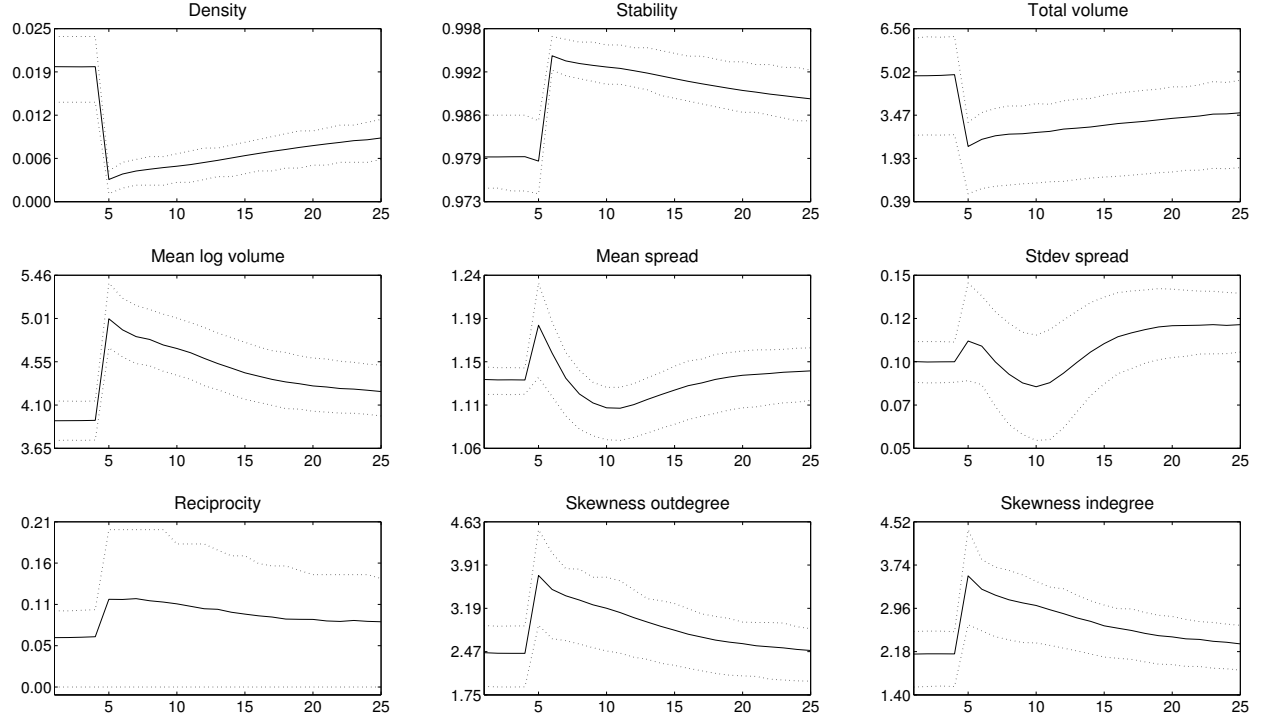 Density
0.025
0.019
0.012
0.006
0.000
5 10 15 20 25
Stability
0.998
0.992
0.986
0.979
0.973
5 10 15 20 25
Total volume
6.56
5.02
3.47
1.93
0.39
5 10 15 20 25
Mean log volume
5.46
5.01
4.55
4.10
3.65
5 10 15 20 25
Mean spread
1.24
1.19
1.15
1.11
1.06
5 10 15 20 25
Stdev spread
0.15
0.12
0.10
0.07
0.05
5 10 15 20 25
Reciprocity
0.21
0.16
0.11
0.05
0.00
5 10 15 20 25
Skewness outdegree
4.63
3.91
3.19
2.47
1.75
5 10 15 20 25
Skewness indegree
4.52
3.74
2.96
2.18
1.40
5 10 15 20 25